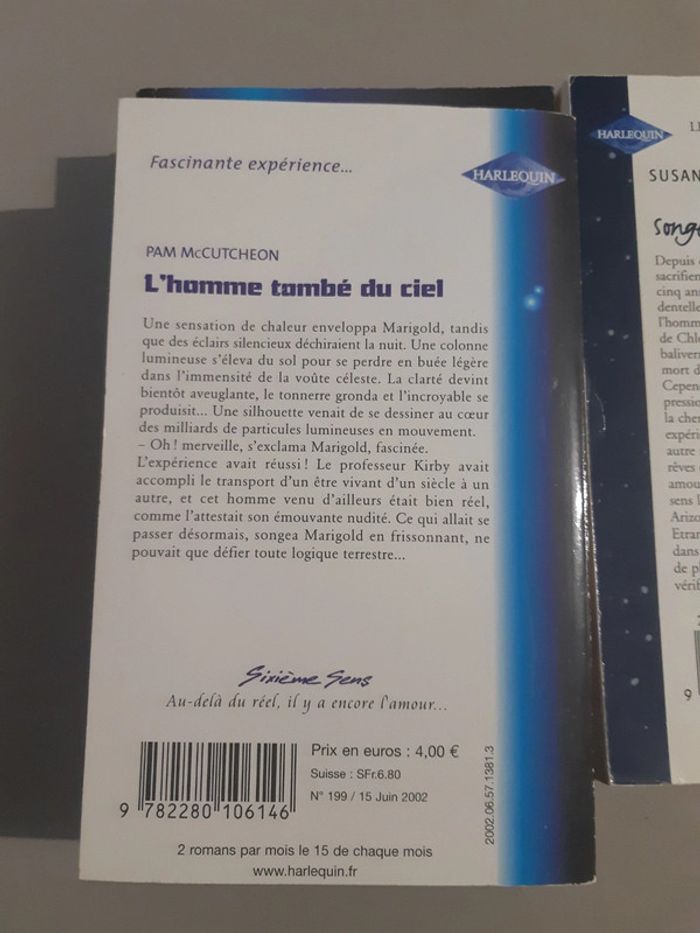 Fascinante expérience...
HARLEQUIN
PAM McCUTCHEON
L'homme tombé du ciel
Une sensation de chaleur enveloppa Marigold, tandis
que des éclairs silencieux déchiraient la nuit. Une colonne
lumineuse s'éleva du sol pour se perdre en buée légère
dans l'immensité de la voûte céleste. La clarté devint
bientôt aveuglante, le tonnerre gronda et l'incroyable se
produisit... Une silhouette venait de se dessiner au cœur
des milliards de particules lumineuses en mouvement.
– Oh ! merveille, s'exclama Marigold, fascinée.
L'expérience avait réussi ! Le professeur Kirby avait
accompli le transport d'un être vivant d'un siècle à un
autre, et cet homme venu d'ailleurs était bien réel,
comme l'attestait son émouvante nudité. Ce qui allait se
passer désormais, songea Marigold en frissonnant, ne
pouvait que défier toute logique terrestre...
Sixième Sens
Au-delà du réel, il y a encore l'amour...
Prix en euros : 4,00 €
Suisse : SFr.6.80
N° 199 / 15 Juin 2002
9 782280 106146
2002.06.57.1381.3
2 romans par mois le 15 de chaque mois
www.harlequin.fr
HARLEQUIN
SUSAN
Depuis
sacrifien
cinq an
dentelle
l'homm
de Chl
baliver
mort d
Cepen
pressio
la cher
expéri
autre
rêves
amou
sens l
Arizo
Etran
dans
de pl
vérif
9